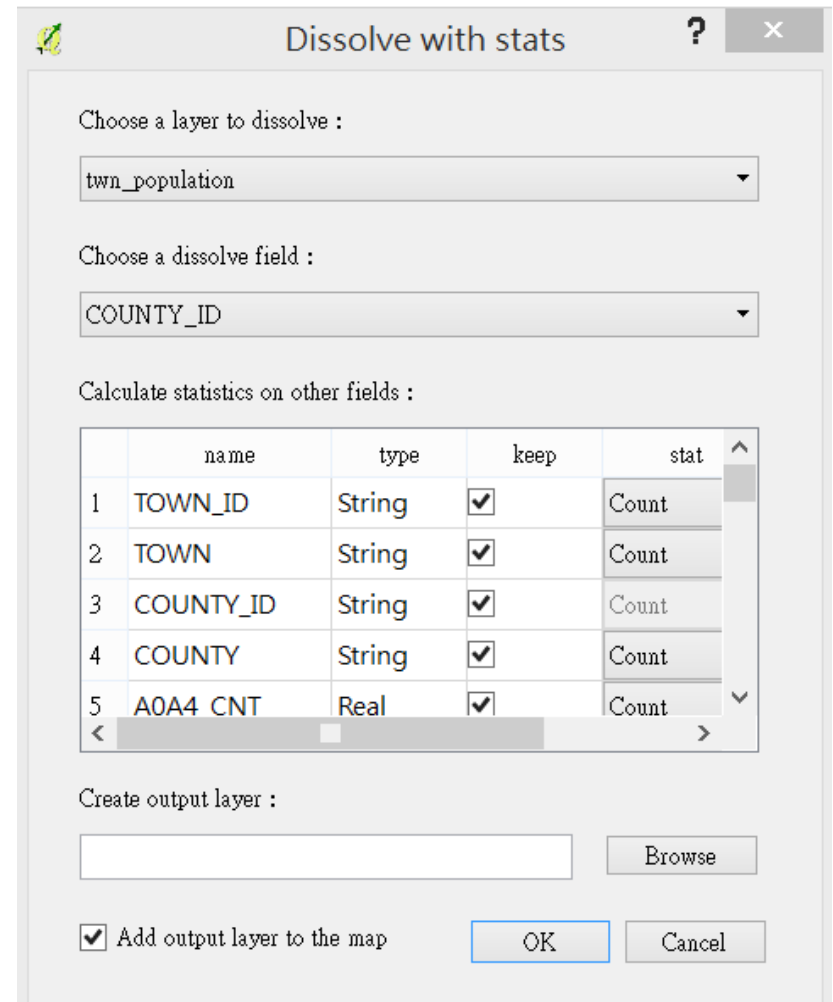 Dissolve with stats ?
Choose a layer to dissolve :
twn_population
Choose a dissolve field :
COUNTY_ID
Calculate statistics on other fields :
name type keep stat
1 TOWN_ID String Count
2 TOWN String Count
3 COUNTY_ID String Count
4 COUNTY String Count
5 A0A4_CNT Real Count
Create output layer :
Browse
Add output layer to the map OK Cancel